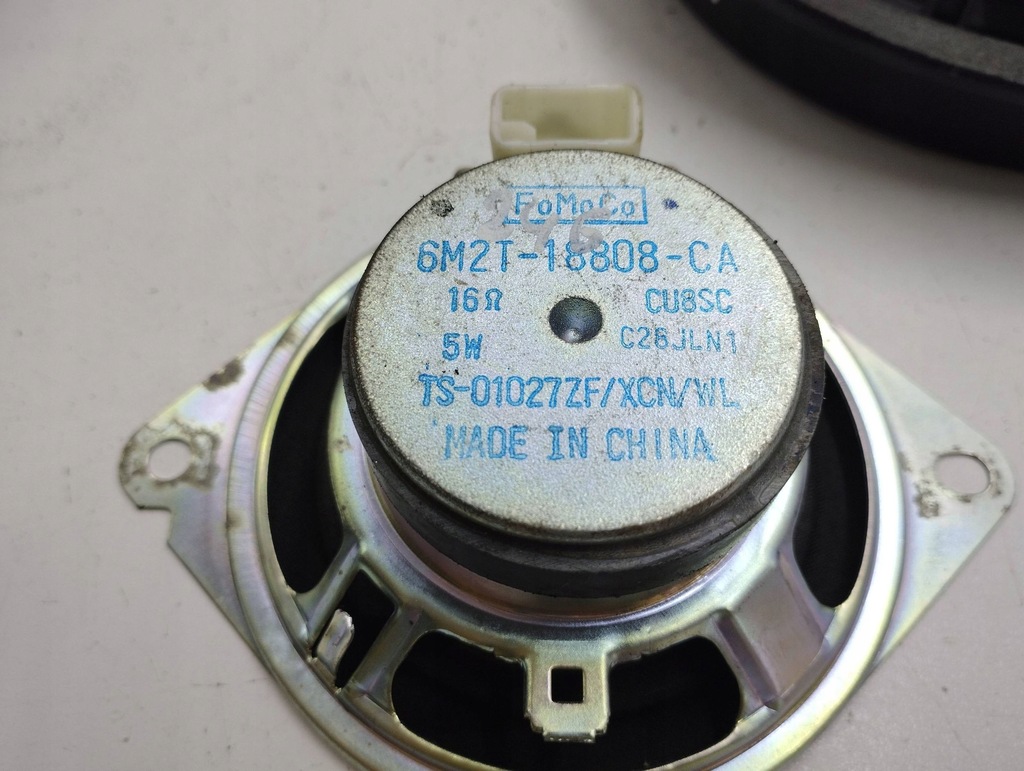 FoMoCo
6M2T-18808-CA
16Ω CU8SC
5W C26JLN1
TS-01027ZF/XCN/WL
MADE IN CHINA